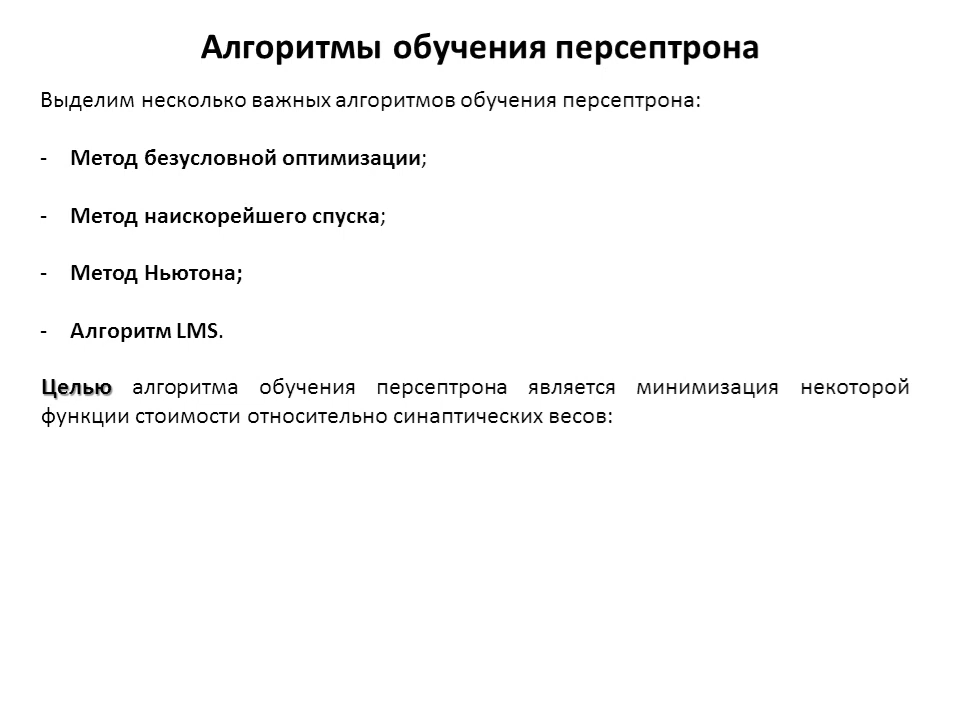 Алгоритмы обучения персептрона
Выделим несколько важных алгоритмов обучения персептрона:
- Метод безусловной оптимизации;
- Метод наискорейшего спуска;
- Метод Ньютона;
- Алгоритм LMS.
Целью алгоритма обучения персептрона является минимизация некоторой
функции стоимости относительно синаптических весов: